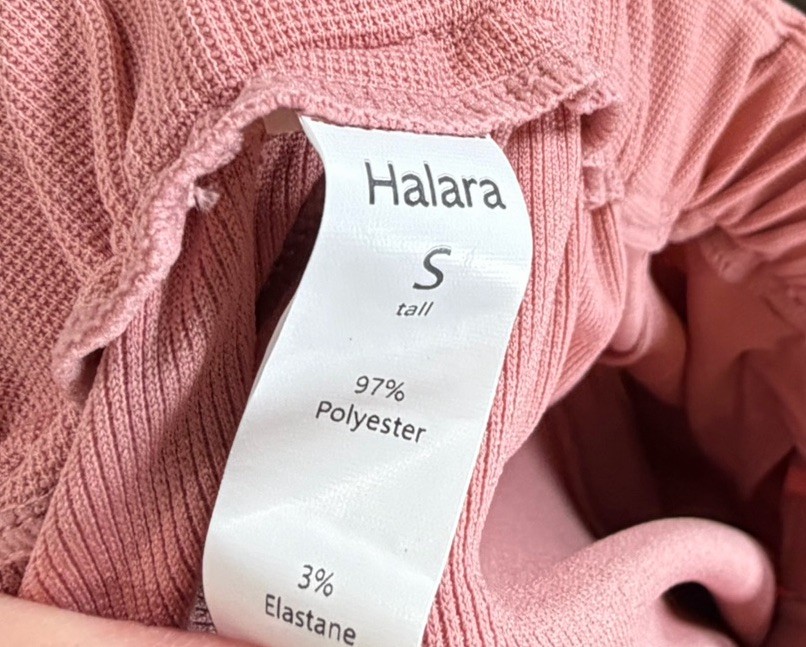 Halara
S
tall
97%
Polyester
3%
Elastane